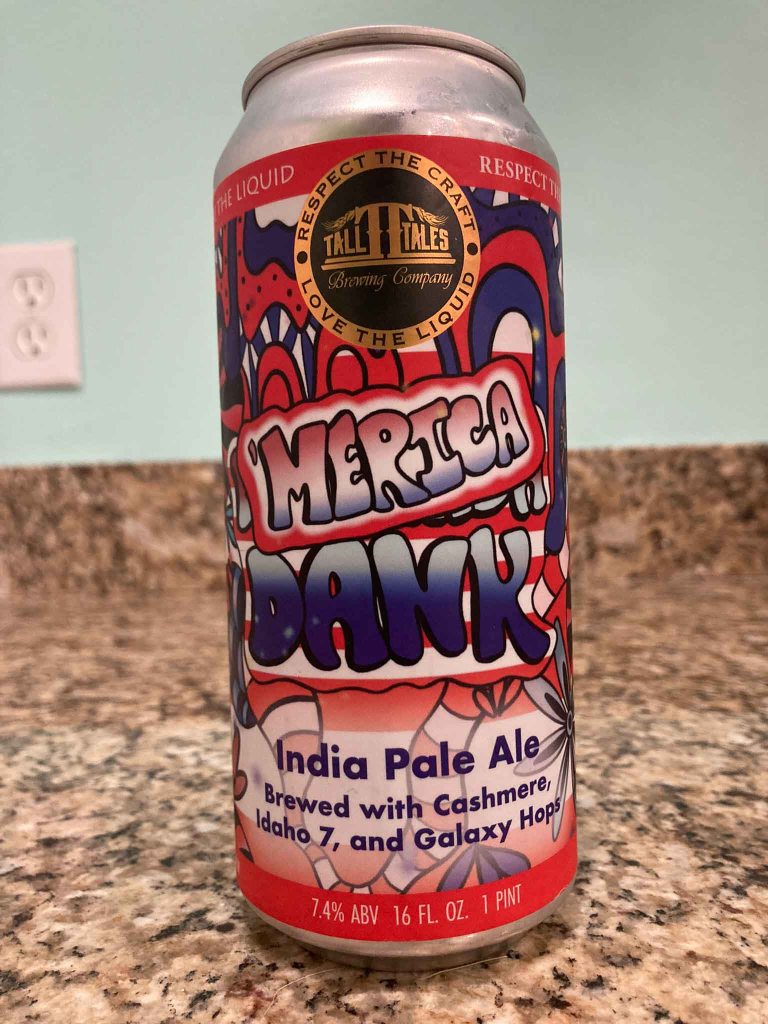 THE LIQUID
RESPECT THE CRAFT
RESPECT TH
TALL TT TALES
Brewing Company
LOVE THE LIQUID
'MERICA
DANK
India Pale Ale
Brewed with Cashmere,
Idaho 7, and Galaxy Hops
7.4% ABV 16 FL. OZ. 1 PINT